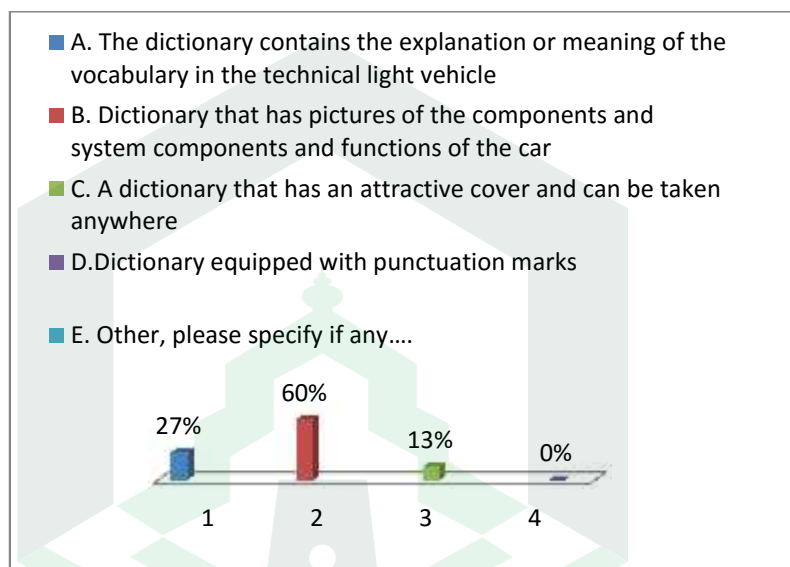 A. The dictionary contains the explanation or meaning of the
vocabulary in the technical light vehicle
B. Dictionary that has pictures of the components and
system components and functions of the car
C. A dictionary that has an attractive cover and can be taken
anywhere
D.Dictionary equipped with punctuation marks
E. Other, please specify if any....
60%
27%
13%
0%
1 2 3 4